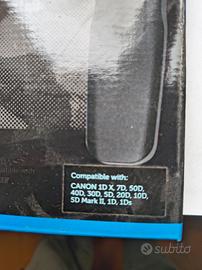 Compatible with:
CANON 1D X, 7D, 50D,
40D, 30D, 5D, 20D, 10D,
5D Mark II, 1D, 1Ds
subito